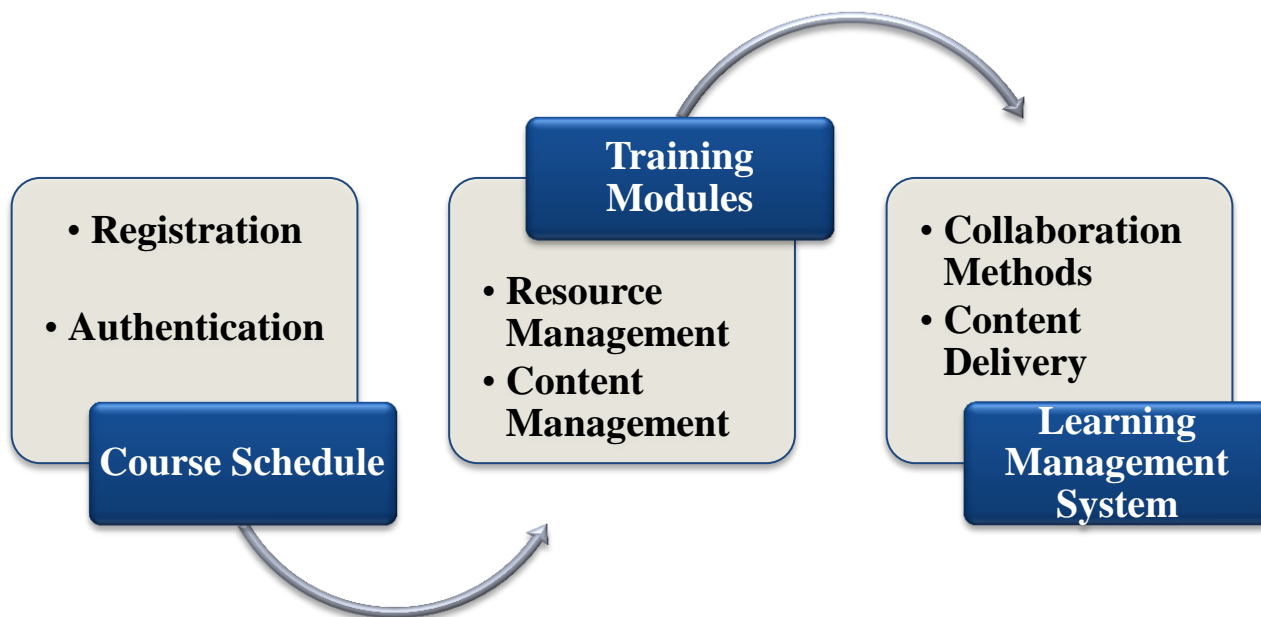 • Registration
• Authentication
Course Schedule
Training
Modules
• Resource
Management
• Content
Management
• Collaboration
Methods
• Content
Delivery
Learning
Management
System